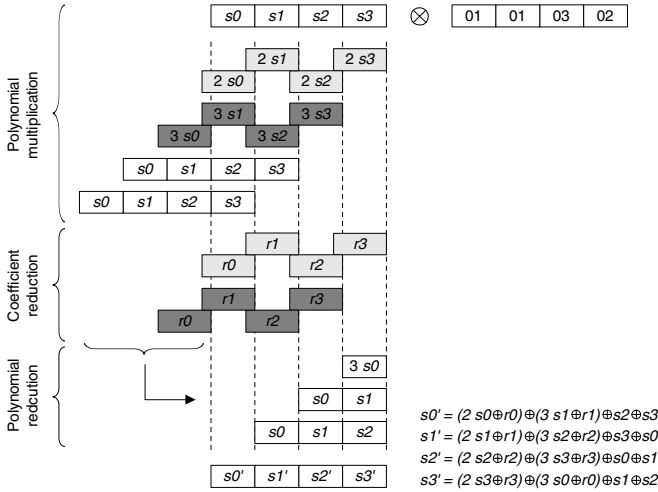 s0 s1 s2 s3 ⊗ 01 01 03 02
Polynomial
multiplication
2 s1 2 s3
2 s0 2 s2
3 s1 3 s3
3 s0 3 s2
s0 s1 s2 s3
s0 s1 s2 s3
Coefficient
reduction
r1 r3
r0 r2
r1 r3
r0 r2
Polynomial
redcution
3 s0
s0 s1
s0 s1 s2
s0' s1' s2' s3'
s0' = (2 s0⊕r0)⊕(3 s1⊕r1)⊕s2⊕s3
s1' = (2 s1⊕r1)⊕(3 s2⊕r2)⊕s3⊕s0
s2' = (2 s2⊕r2)⊕(3 s3⊕r3)⊕s0⊕s1
s3' = (2 s3⊕r3)⊕(3 s0⊕r0)⊕s1⊕s2